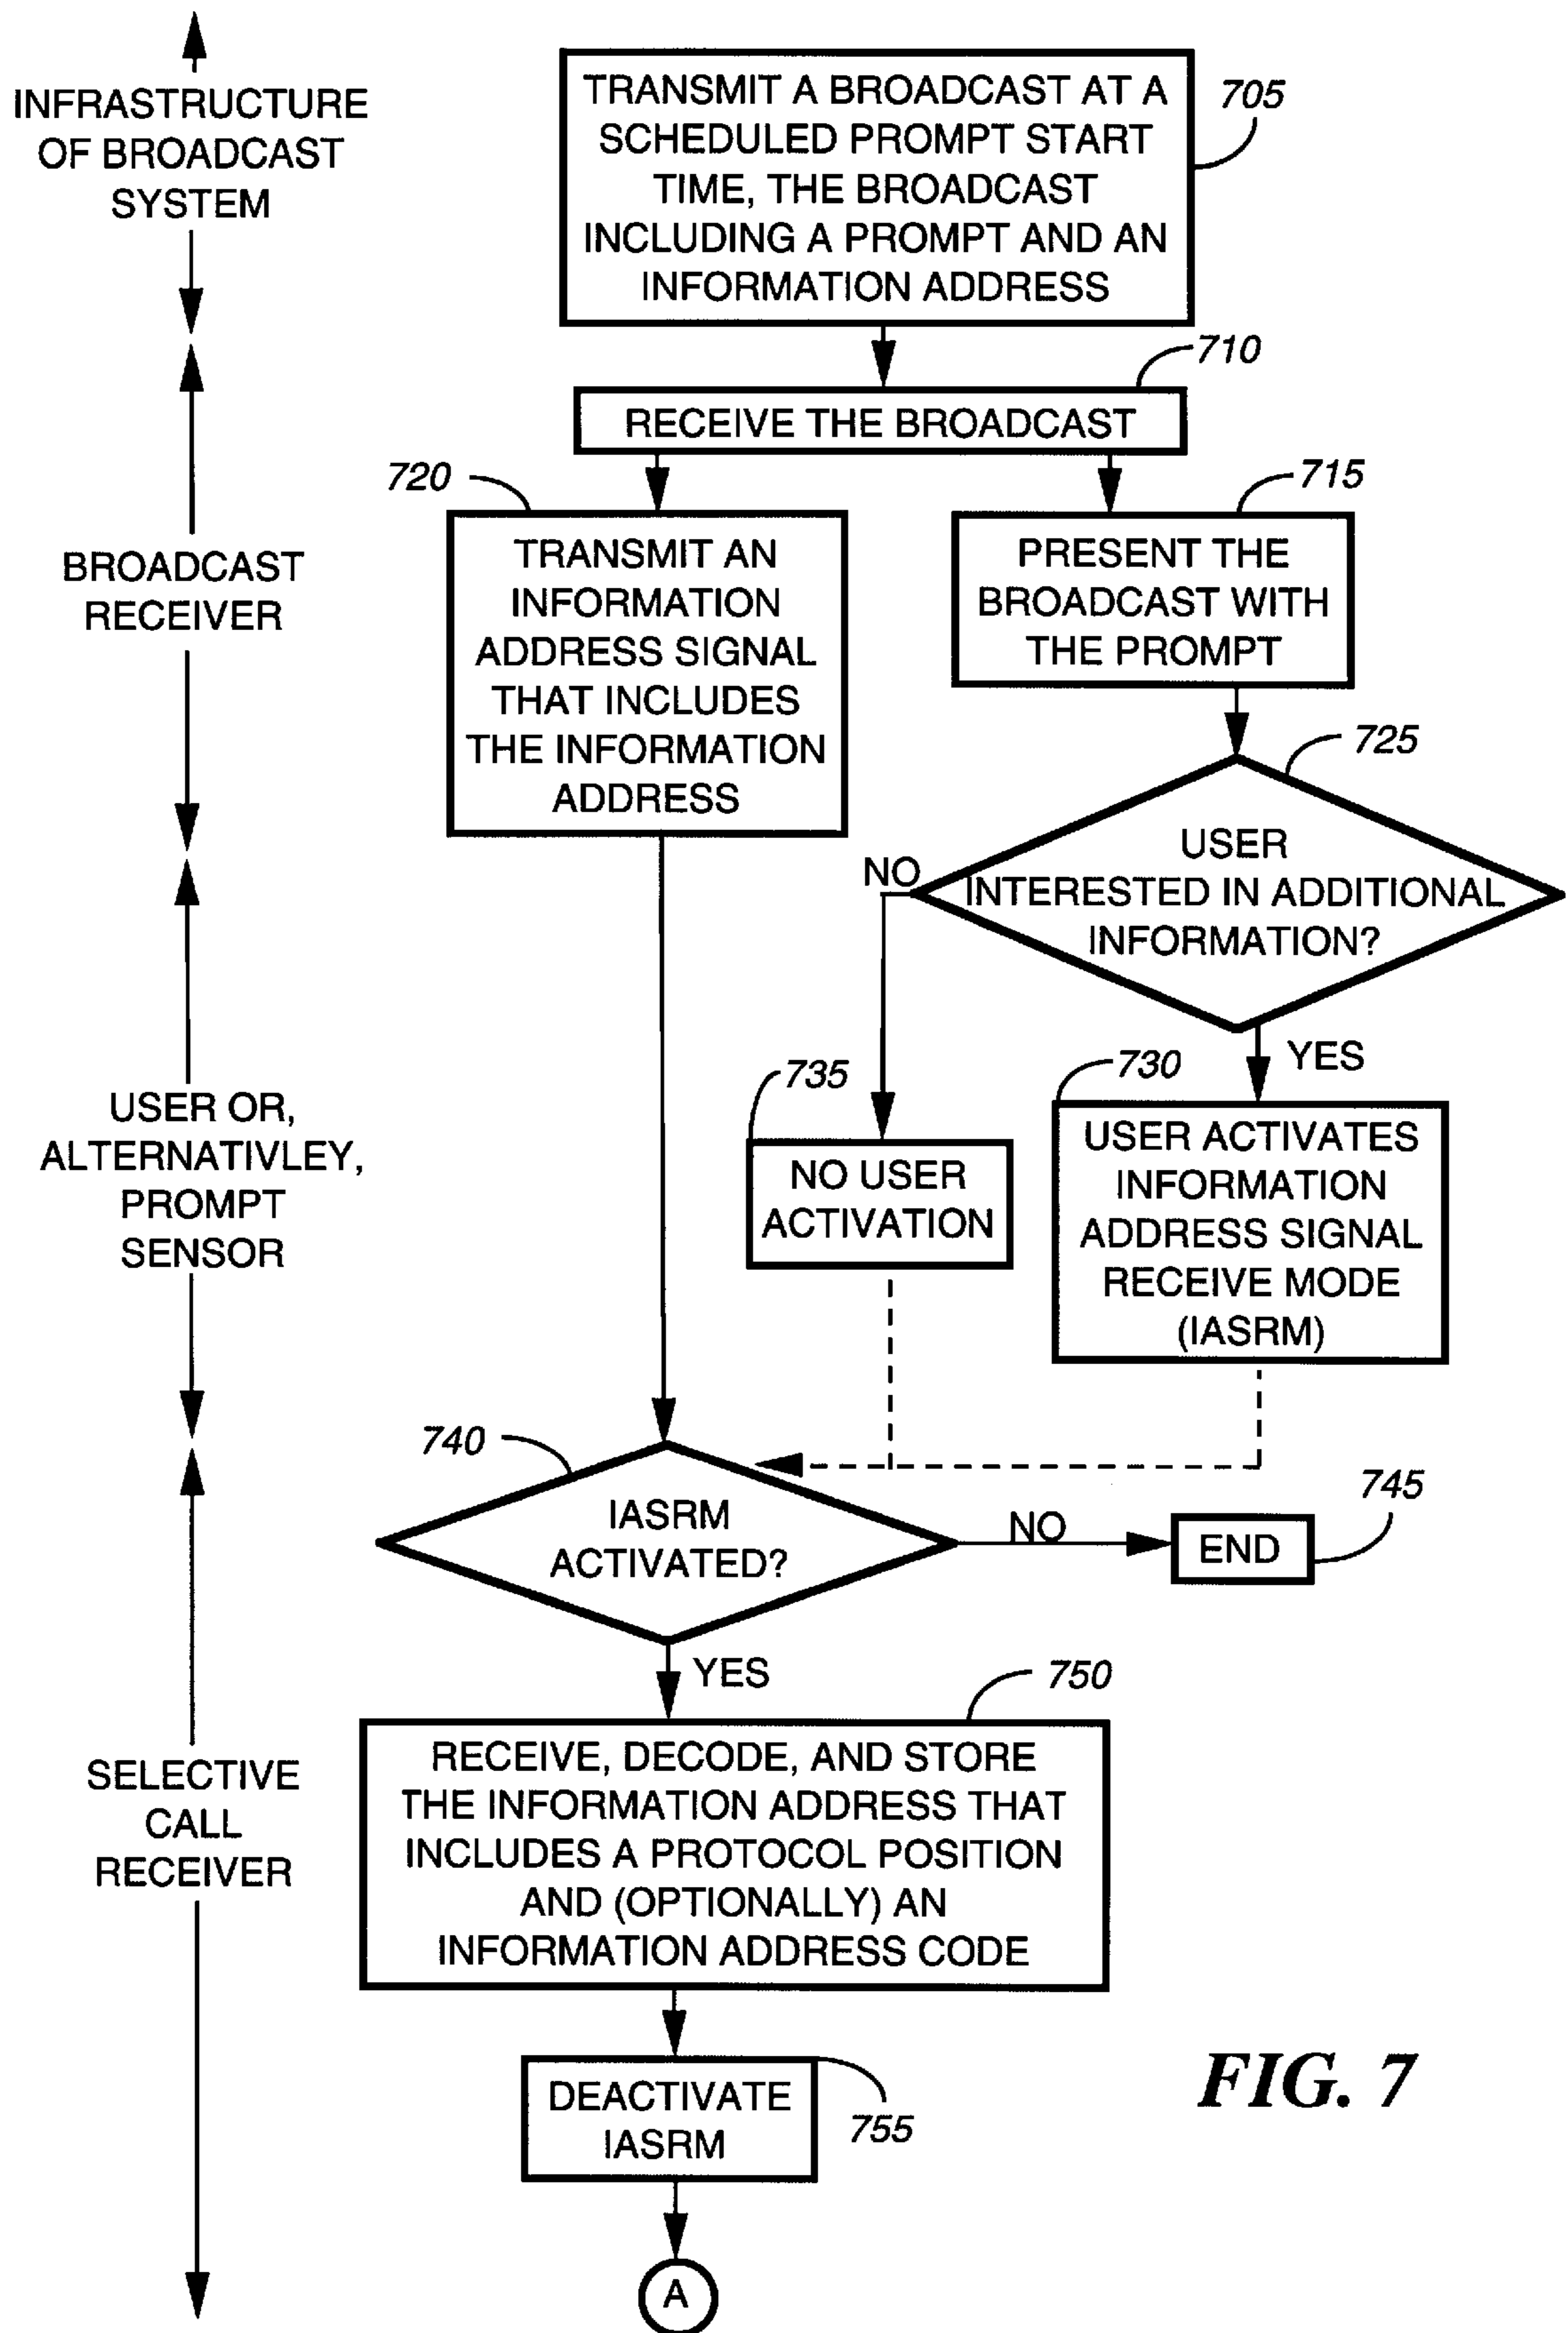 INFRASTRUCTURE
OF BROADCAST
SYSTEM
TRANSMIT A BROADCAST AT A
SCHEDULED PROMPT START
TIME, THE BROADCAST
INCLUDING A PROMPT AND AN
INFORMATION ADDRESS
705
710
RECEIVE THE BROADCAST
BROADCAST
RECEIVER
720
TRANSMIT AN
INFORMATION
ADDRESS SIGNAL
THAT INCLUDES
THE INFORMATION
ADDRESS
715
PRESENT THE
BROADCAST WITH
THE PROMPT
725
USER
INTERESTED IN ADDITIONAL
INFORMATION?
NO
YES
USER OR,
ALTERNATIVLEY,
PROMPT
SENSOR
735
NO USER
ACTIVATION
730
USER ACTIVATES
INFORMATION
ADDRESS SIGNAL
RECEIVE MODE
(IASRM)
740
IASRM
ACTIVATED?
NO
745
END
YES
SELECTIVE
CALL
RECEIVER
750
RECEIVE, DECODE, AND STORE
THE INFORMATION ADDRESS THAT
INCLUDES A PROTOCOL POSITION
AND (OPTIONALLY) AN
INFORMATION ADDRESS CODE
DEACTIVATE
IASRM
755
FIG. 7
A